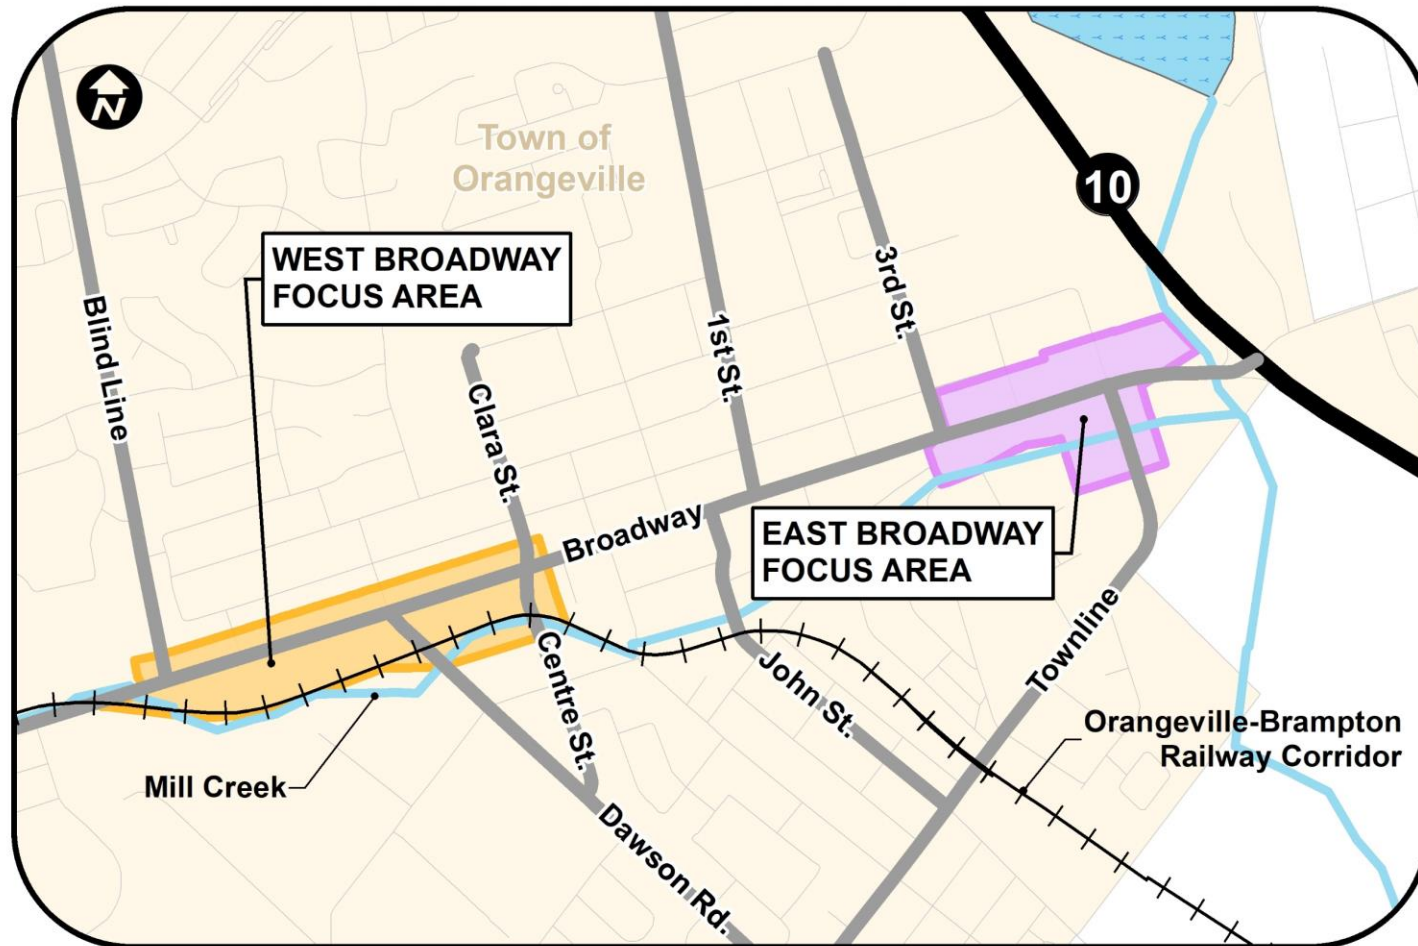 N
Town of
Orangeville
10
WEST BROADWAY
FOCUS AREA
Blind Line
3rd St.
1st St.
Clara St.
Broadway
EAST BROADWAY
FOCUS AREA
Centre St.
John St.
Townline
Orangeville-Brampton
Railway Corridor
Mill Creek
Dawson Rd.